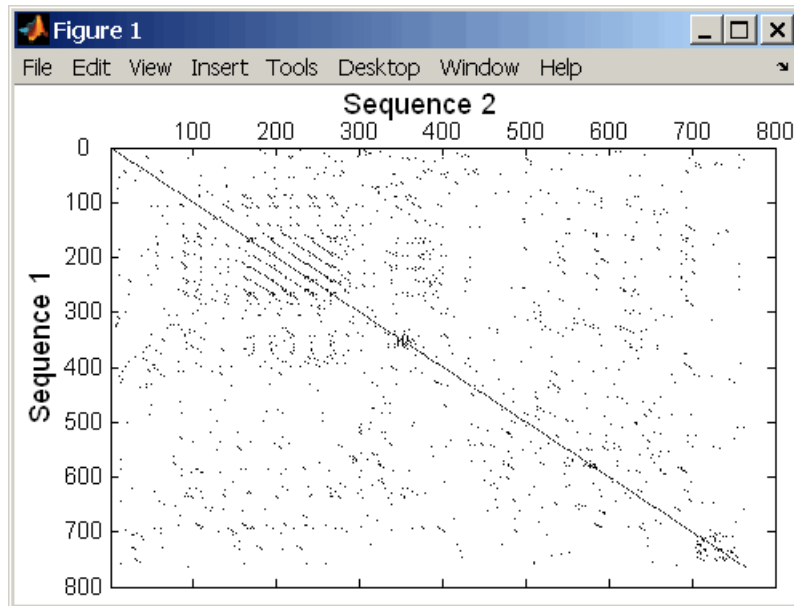 Figure 1
File Edit View Insert Tools Desktop Window Help
Sequence 2
100 200 300 400 500 600 700 800
0
100
200
300
400
500
600
700
800
Sequence 1